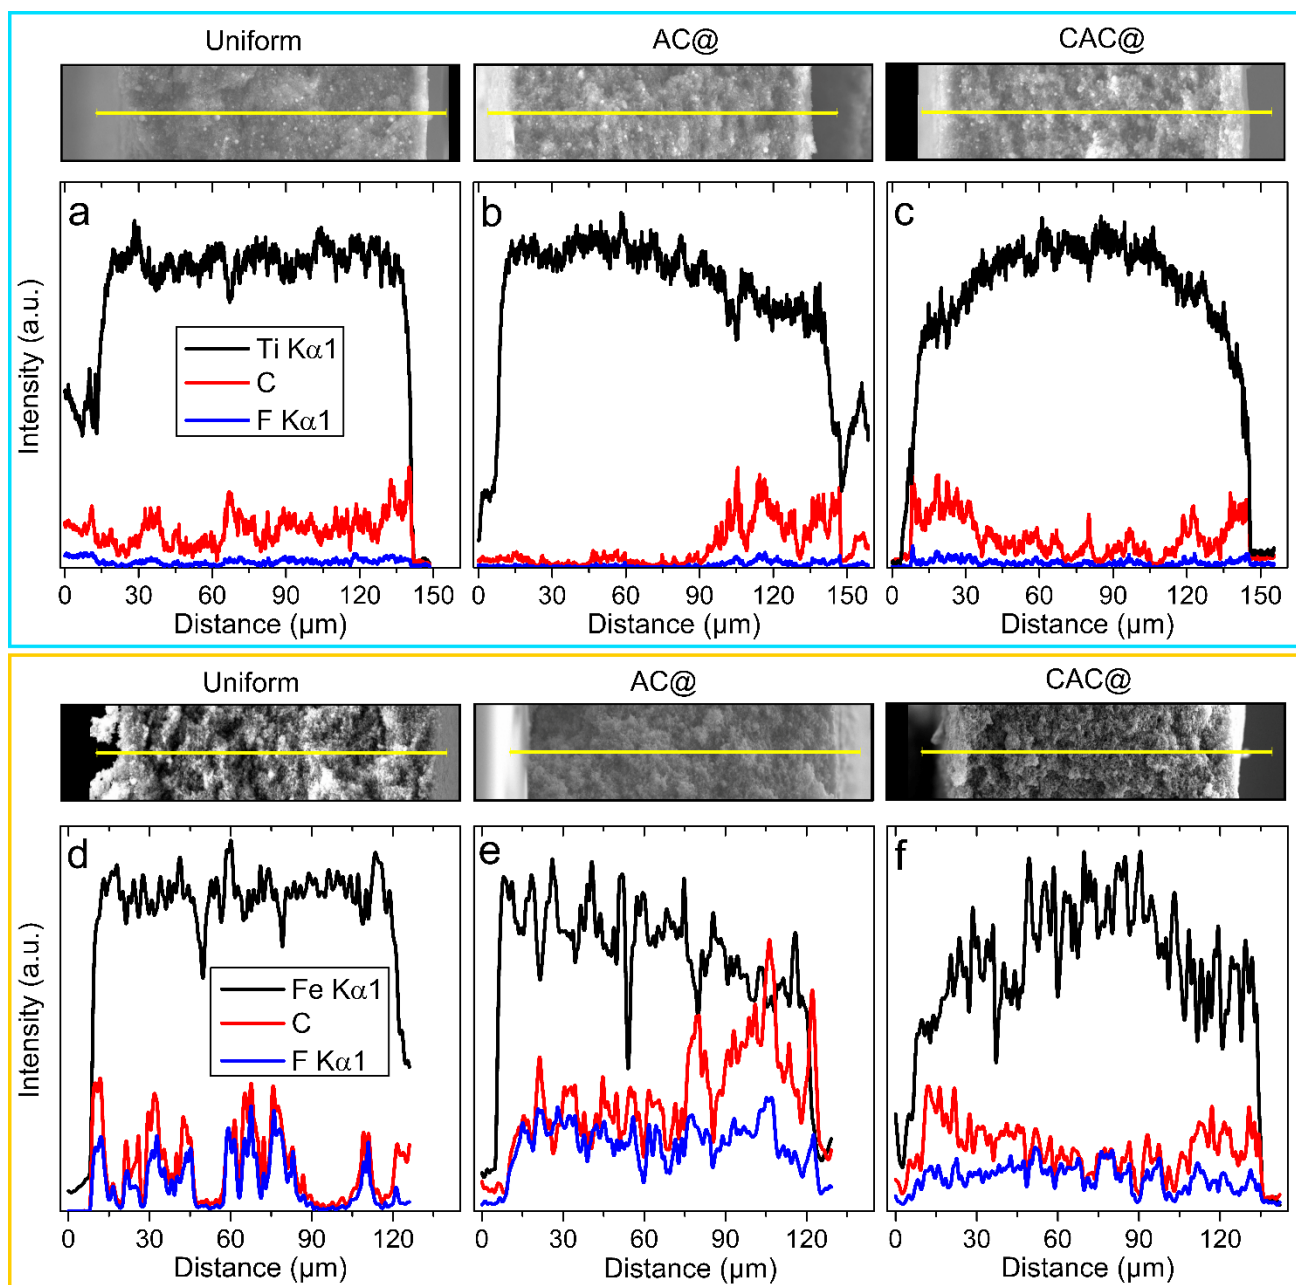 Uniform AC@ CAC@
a b c
Intensity (a.u.)
Ti Kα1
C
F Kα1
0 30 60 90 120 150 0 30 60 90 120 150 0 30 60 90 120 150
Distance (μm) Distance (μm) Distance (μm)
Uniform AC@ CAC@
d e f
Intensity (a.u.)
Fe Kα1
C
F Kα1
0 30 60 90 120 0 30 60 90 120 0 30 60 90 120
Distance (μm) Distance (μm) Distance (μm)